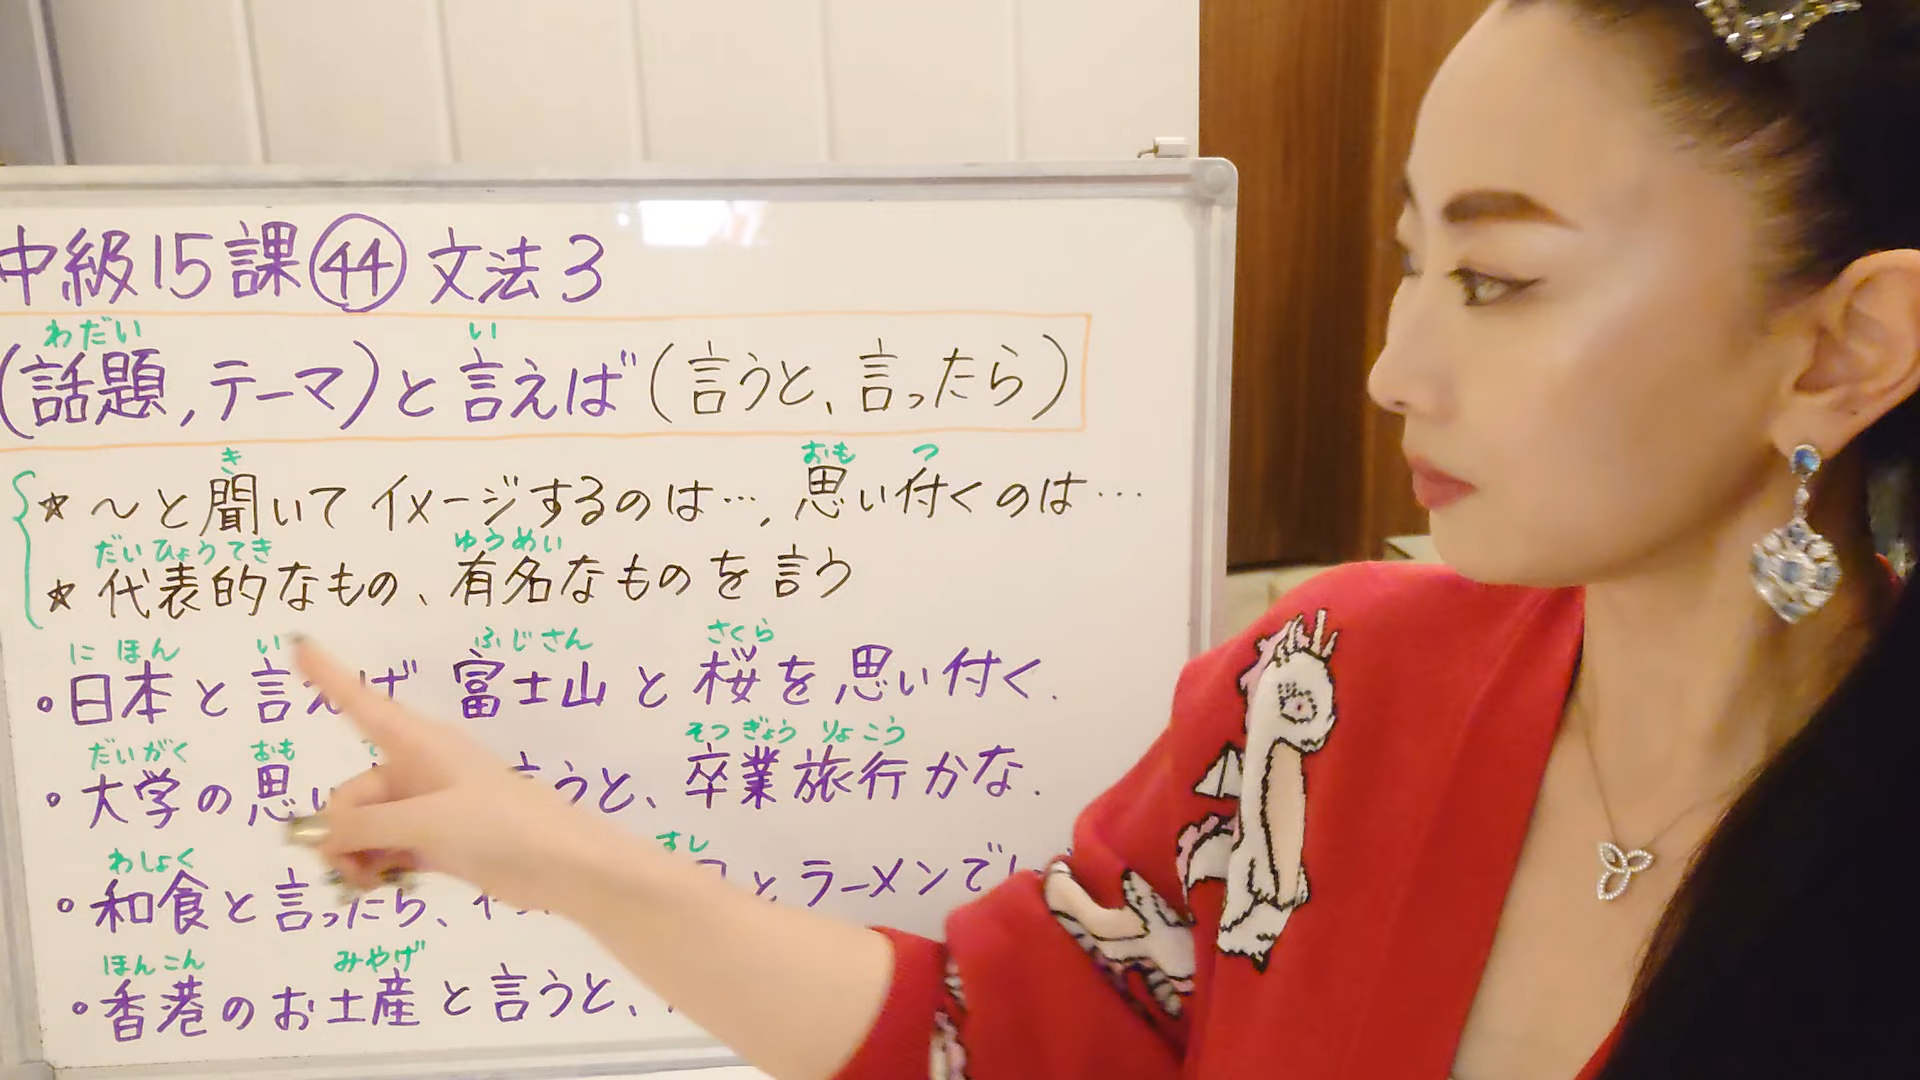 中級15課㊹文法3
わだい い
(話題,テーマ)と言えば(言うと、言ったら)
き おも つ
★〜と聞いてイメージするのは…,思い付くのは…
だいひょうてき ゆうめい
★代表的なもの、有名なものを言う
にほん い ふじさん さくら
・日本と言えば 富士山と桜を思い付く.
だいがく おも そつぎょうりょこう
・大学の思い 言うと、卒業旅行かな.
わしょく すし
・和食と言ったら、 とラーメンで
ほんこん みやげ
・香港のお土産と言うと、